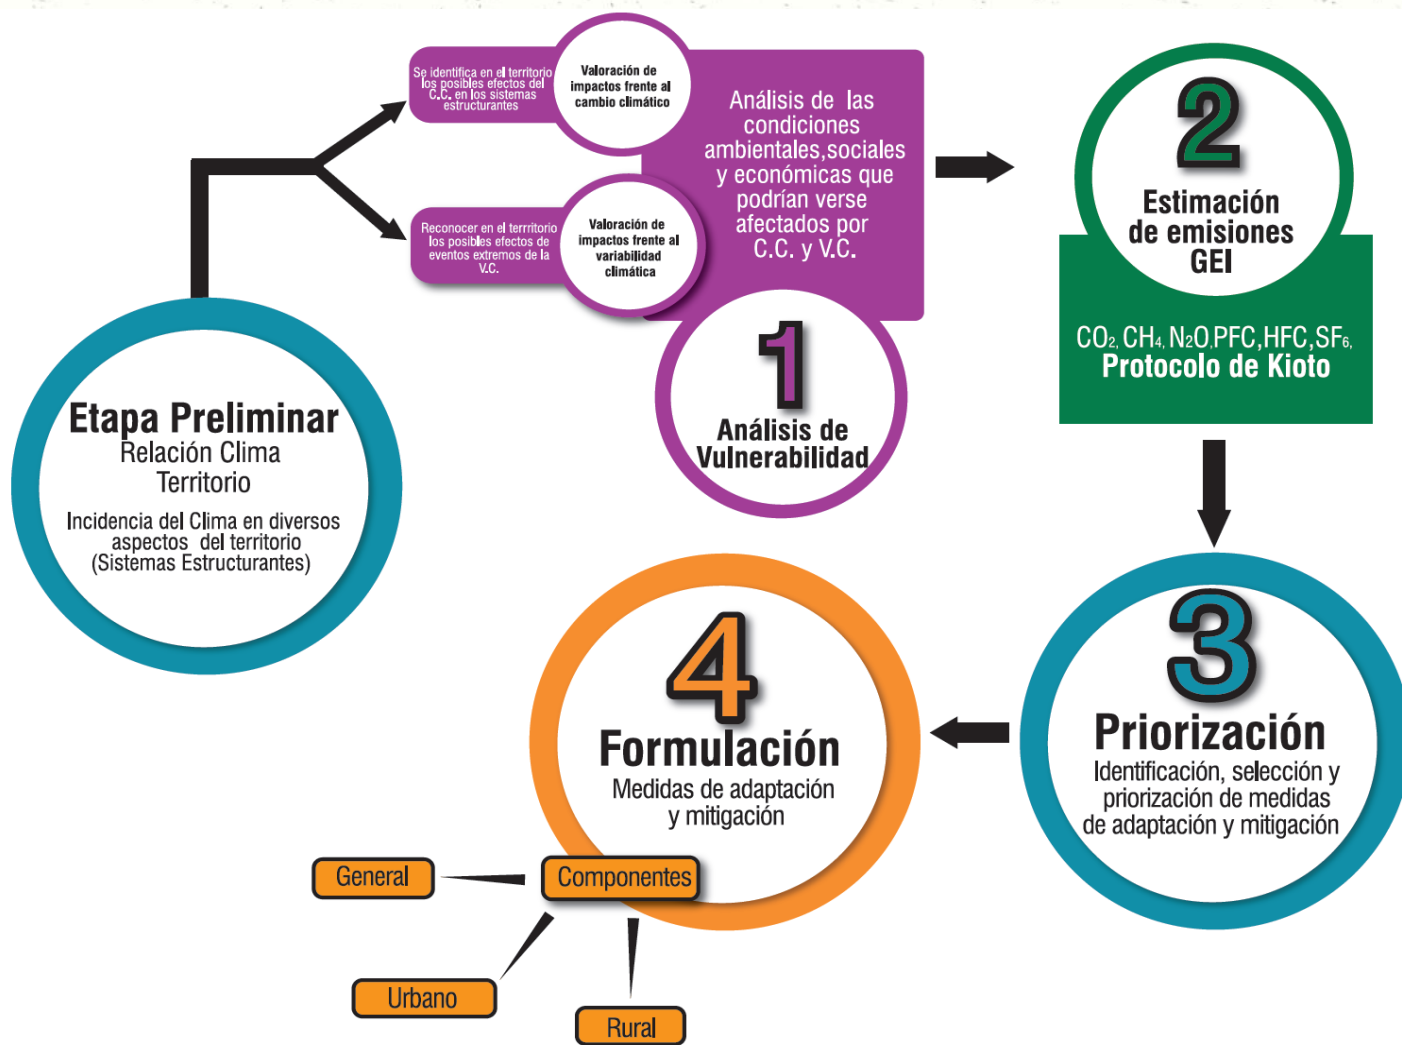 Etapa Preliminar
Relación Clima
Territorio
Incidencia del Clima en diversos
aspectos del territorio
(Sistemas Estructurantes)
Se identifica en el territorio
los posibles efectos del
C.C. en los sistemas
estructurantes
Valoración de
impactos frente al
cambio climático
Reconocer en el terrritorio
los posibles efectos de
eventos extremos de la
V.C.
Valoración de
impactos frente al
variabilidad
climática
Análisis de las
condiciones
ambientales,sociales
y económicas que
podrían verse
afectados por
C.C. y V.C.
1
Análisis de
Vulnerabilidad
2
Estimación
de emisiones
GEI
CO₂, CH₄, N₂O,PFC,HFC,SF₆,
Protocolo de Kioto
3
Priorización
Identificación, selección y
priorización de medidas
de adaptación y mitigación
4
Formulación
Medidas de adaptación
y mitigación
Componentes
General
Urbano
Rural